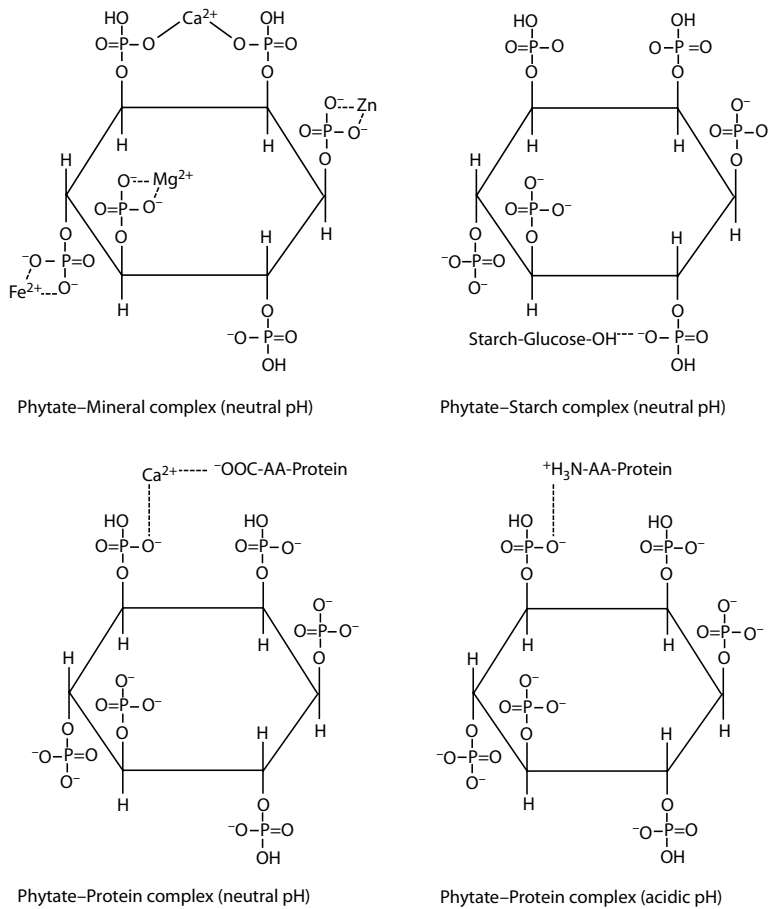 HO Ca²⁺ OH
O=P–O O–P=O
O O
H H
O⁻ Zn
O=P–O⁻
O
H
O⁻ Mg²⁺
O=P–O⁻
O
H
O H
⁻O–P=O
Fe²⁺ O⁻
H
O
⁻O–P=O
OH
Phytate–Mineral complex (neutral pH)
HO OH
O=P–O O–P=O
O O
H H
O⁻
O=P–O
O
H
O⁻
O=P–O⁻
O
H
O H
⁻O–P=O
O⁻
H
O
Starch-Glucose-OH ⁻O–P=O
OH
Phytate–Starch complex (neutral pH)
Ca²⁺ ⁻OOC-AA-Protein
HO HO
O=P–O⁻ O=P–O⁻
O O
H H
O⁻
O=P–O⁻
O
H
O⁻
O=P–O⁻
O
H
O H
⁻O–P=O
O⁻
H
O
⁻O–P=O
OH
Phytate–Protein complex (neutral pH)
⁺H₃N-AA-Protein
HO HO
O=P–O⁻ O=P–O⁻
O O
H H
O⁻
O=P–O⁻
O
H
O⁻
O=P–O⁻
O
H
O H
⁻O–P=O
O⁻
H
O
⁻O–P=O
OH
Phytate–Protein complex (acidic pH)